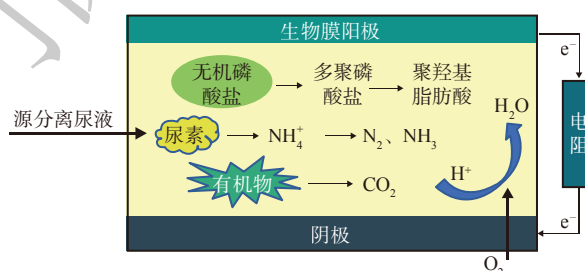 生物膜阳极
e⁻
无机磷
酸盐
多聚磷
酸盐
聚羟基
脂肪酸
H₂O
电
阻
源分离尿液
尿素
NH₄⁺
N₂、NH₃
有机物
CO₂
H⁺
阴极
e⁻
O₂